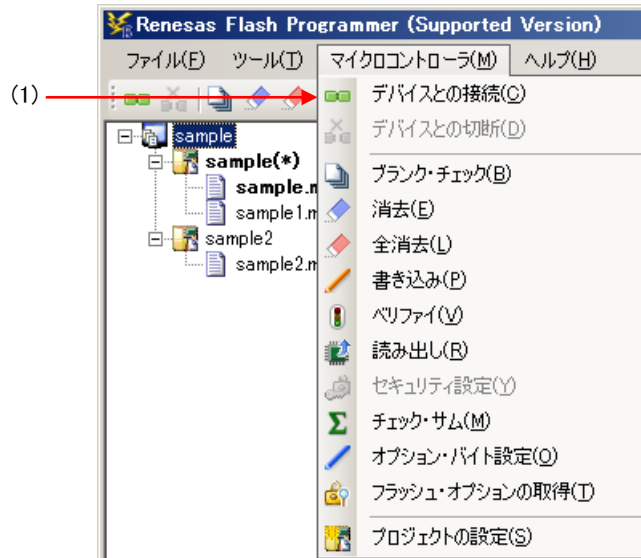 Renesas Flash Programmer (Supported Version)
ファイル(F) ツール(T) マイクロコントローラ(M) ヘルプ(H)
(1)
デバイスとの接続(C)
デバイスとの切断(D)
sample
sample(*)
sample.m
sample1.m
sample2
sample2.m
ブランク・チェック(B)
消去(E)
全消去(L)
書き込み(P)
ベリファイ(V)
読み出し(R)
セキュリティ設定(Y)
チェック・サム(M)
オプション・バイト設定(O)
フラッシュ・オプションの取得(T)
プロジェクトの設定(S)